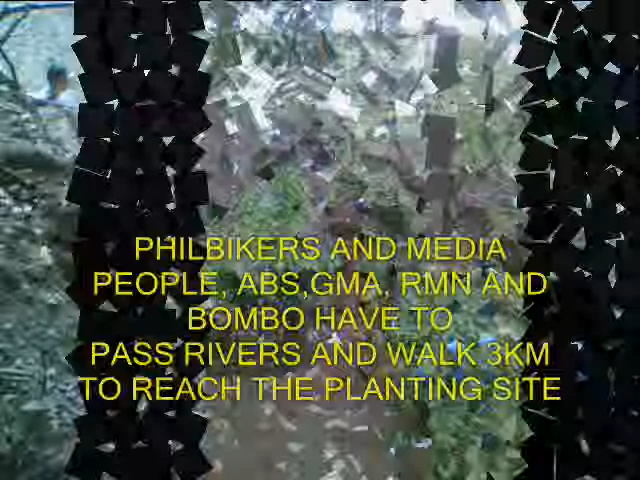 PHILBIKERS AND MEDIA
PEOPLE, ABS,GMA, RMN AND
BOMBO HAVE TO
PASS RIVERS AND WALK 3KM
TO REACH THE PLANTING SITE